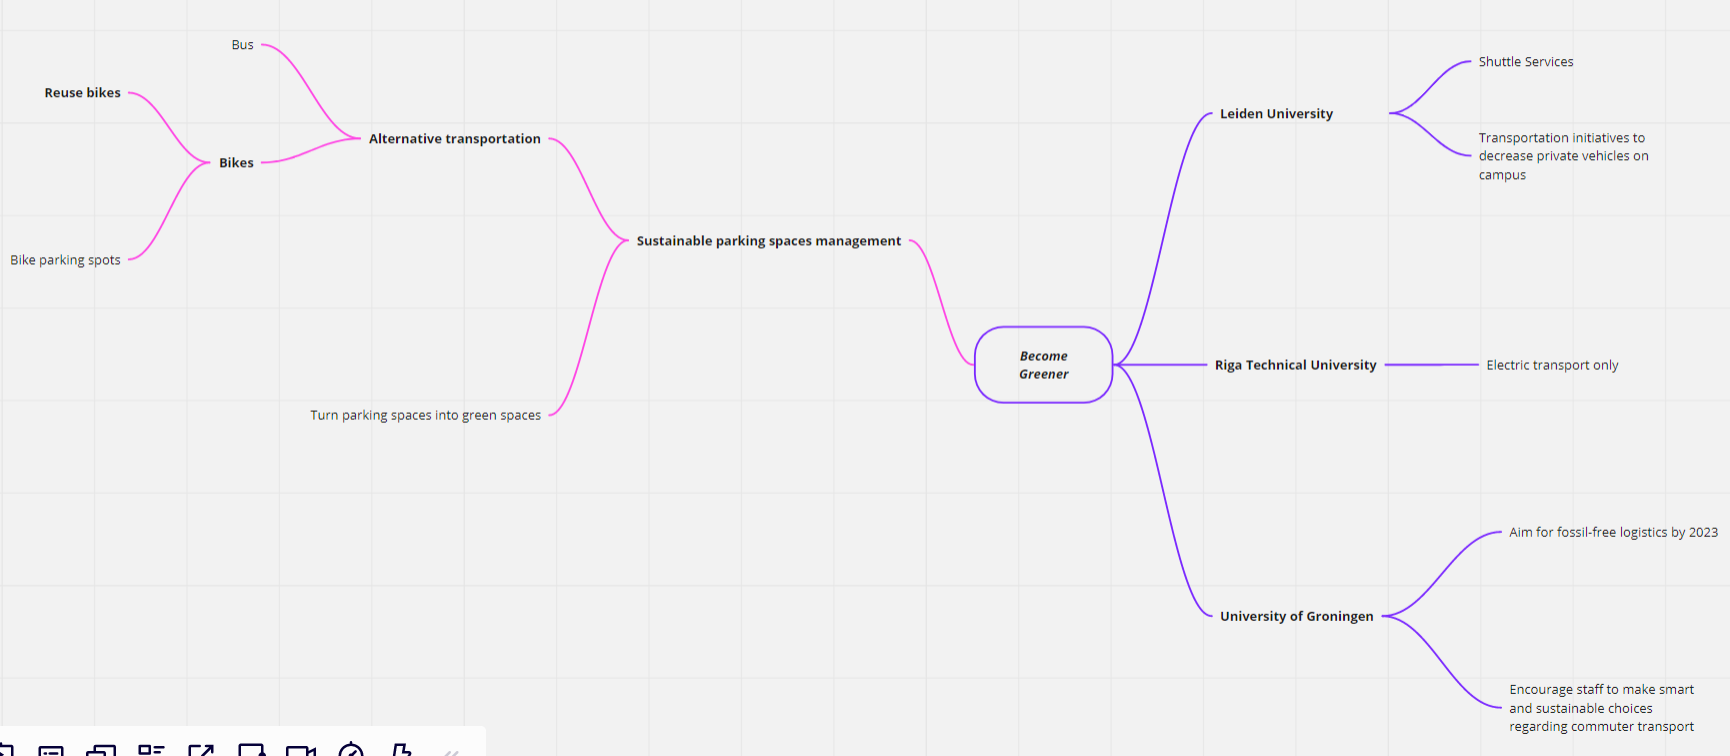 Bus
Reuse bikes
Alternative transportation
Bikes
Bike parking spots
Sustainable parking spaces management
Turn parking spaces into green spaces
Become
Greener
Leiden University
Shuttle Services
Transportation initiatives to
decrease private vehicles on
campus
Riga Technical University
Electric transport only
University of Groningen
Aim for fossil-free logistics by 2023
Encourage staff to make smart
and sustainable choices
regarding commuter transport